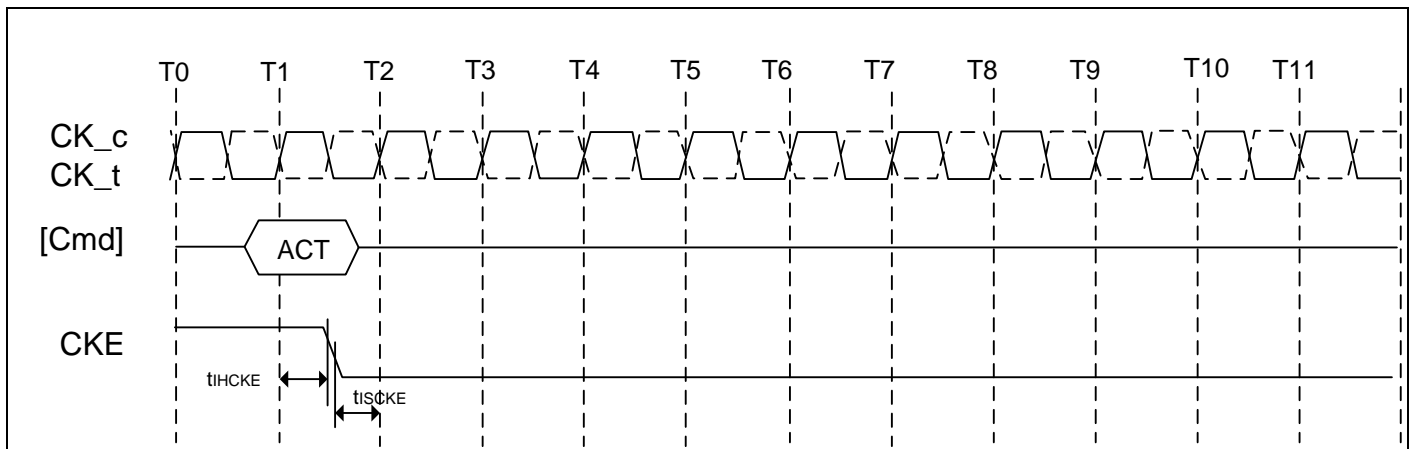 T0 T1 T2 T3 T4 T5 T6 T7 T8 T9 T10 T11
CK_c
CK_t
[Cmd] ACT
CKE
tIHCKE
tISCKE